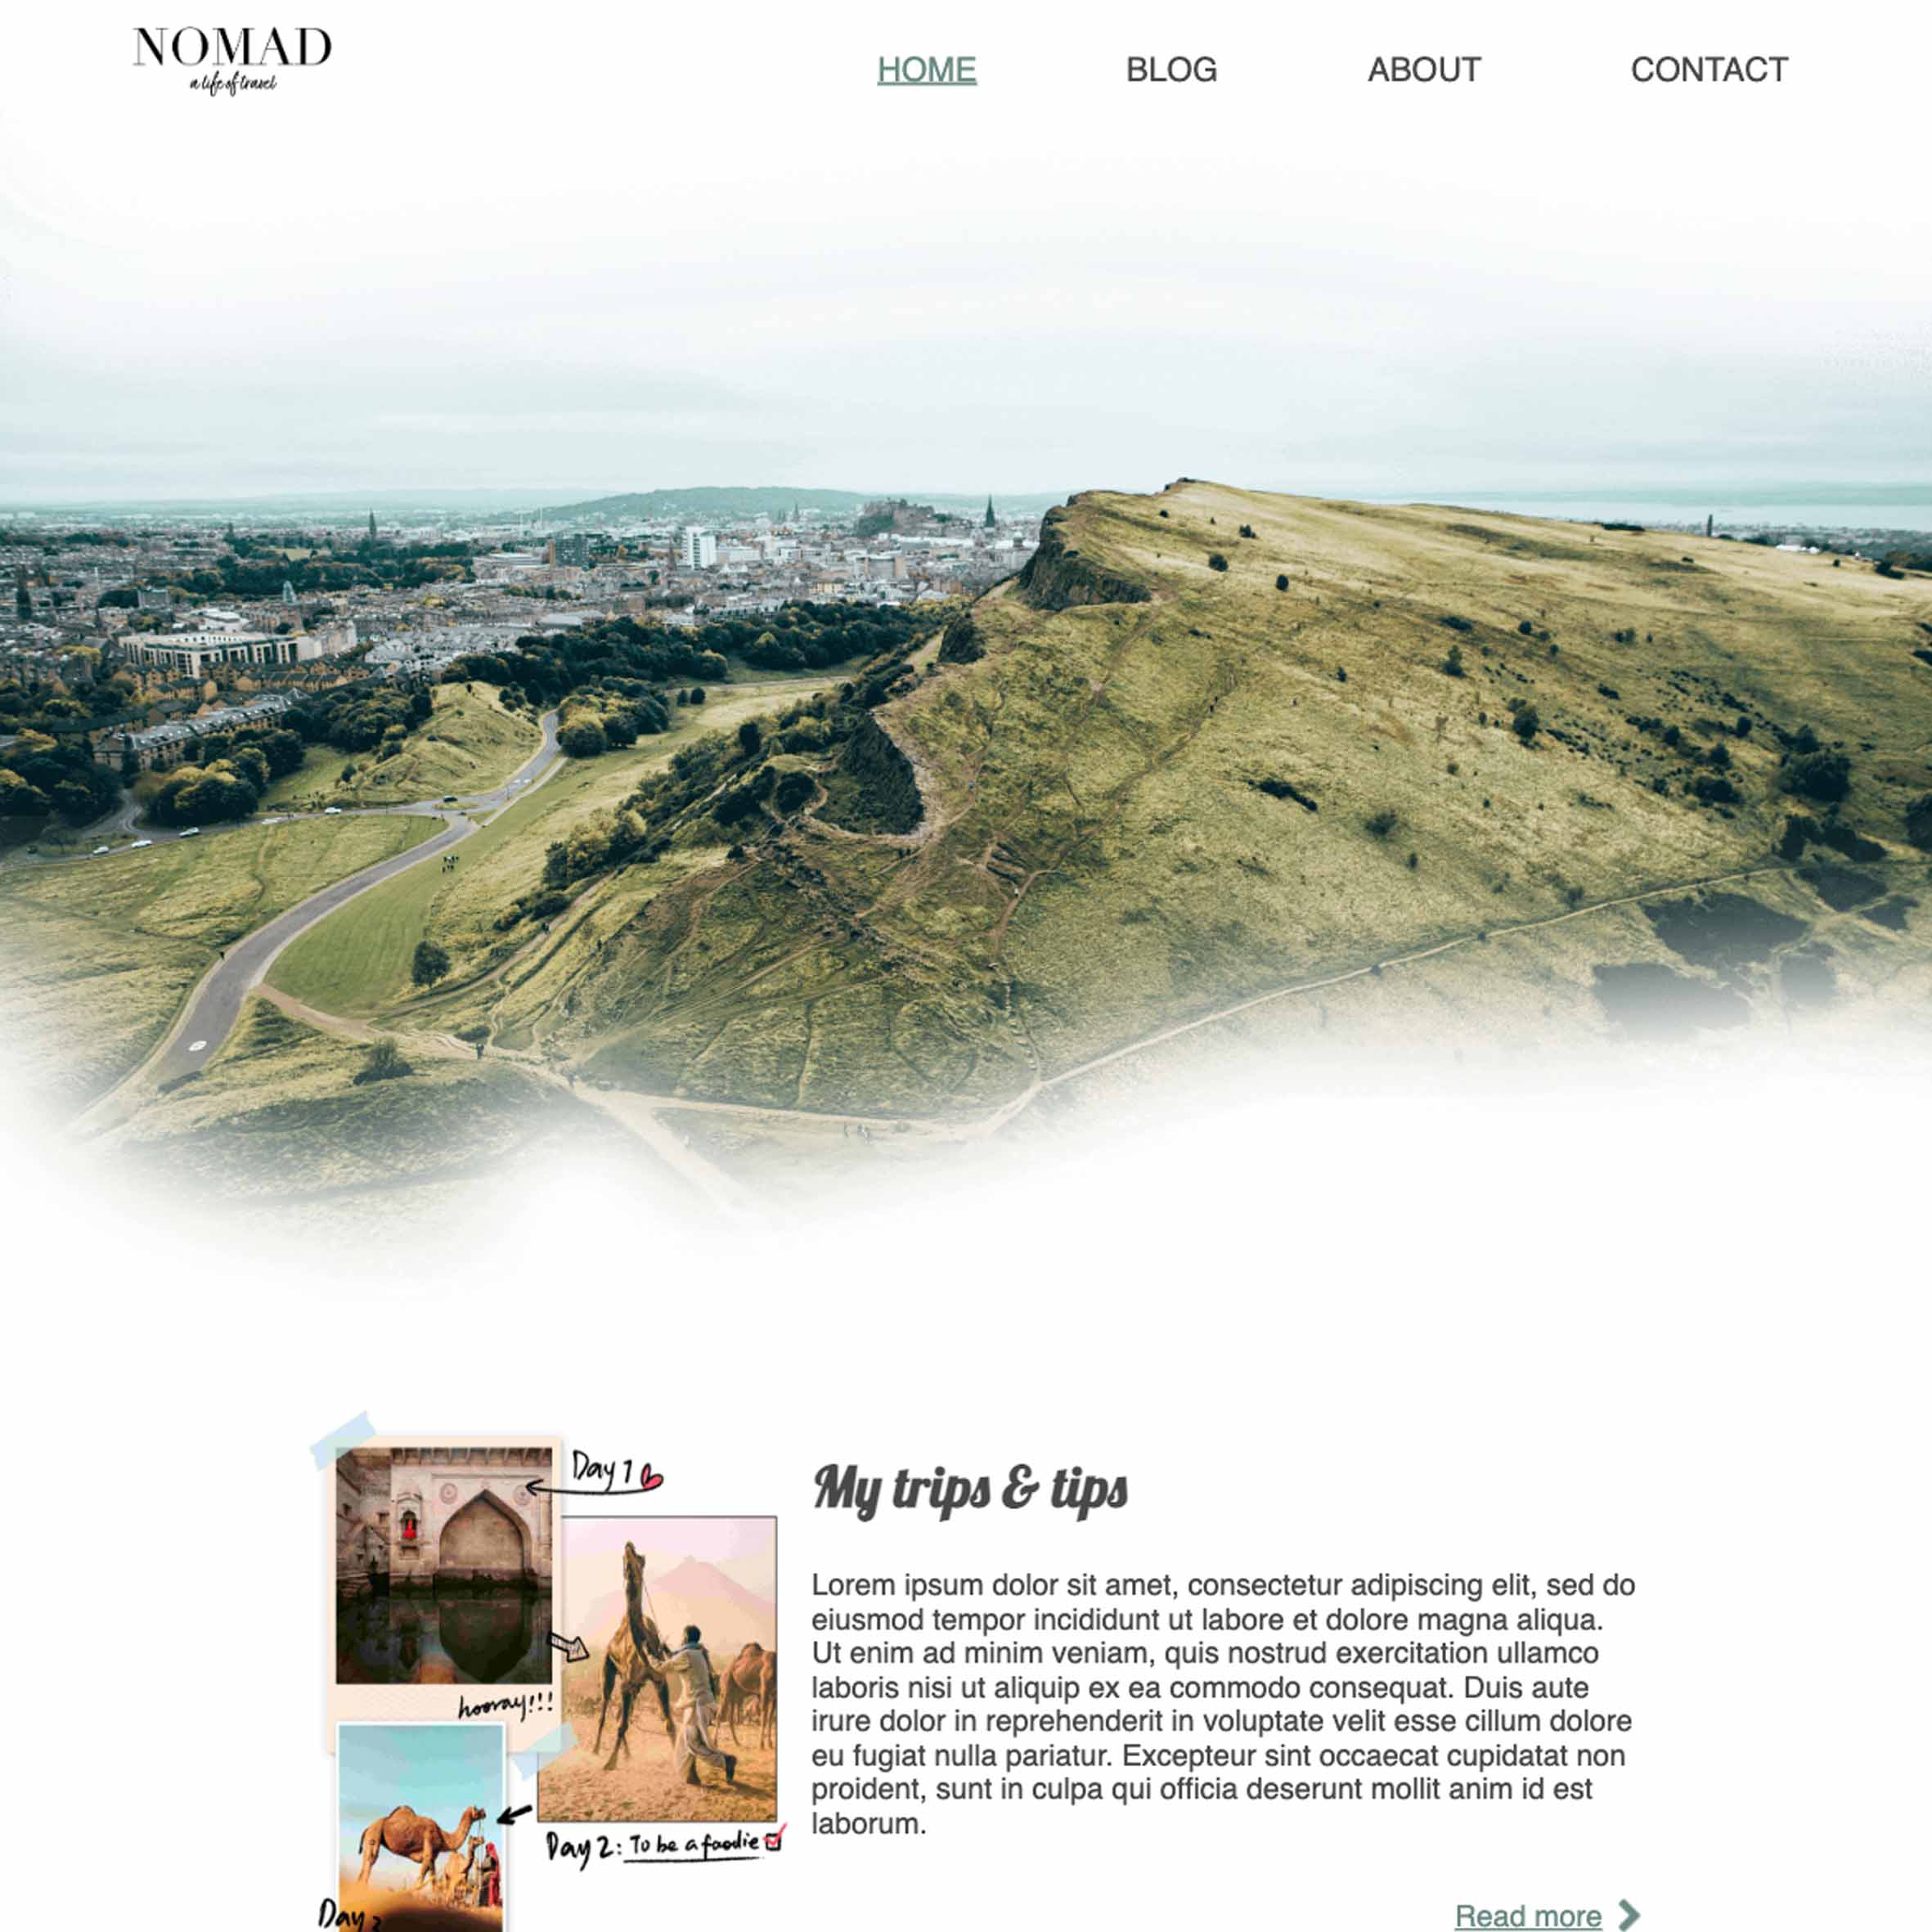 NOMAD
a life of travel
HOME BLOG ABOUT CONTACT
Day 1
hooray!!!
Day 2: To be a foodie
Day 3
My trips & tips
Lorem ipsum dolor sit amet, consectetur adipiscing elit, sed do
eiusmod tempor incididunt ut labore et dolore magna aliqua.
Ut enim ad minim veniam, quis nostrud exercitation ullamco
laboris nisi ut aliquip ex ea commodo consequat. Duis aute
irure dolor in reprehenderit in voluptate velit esse cillum dolore
eu fugiat nulla pariatur. Excepteur sint occaecat cupidatat non
proident, sunt in culpa qui officia deserunt mollit anim id est
laborum.
Read more